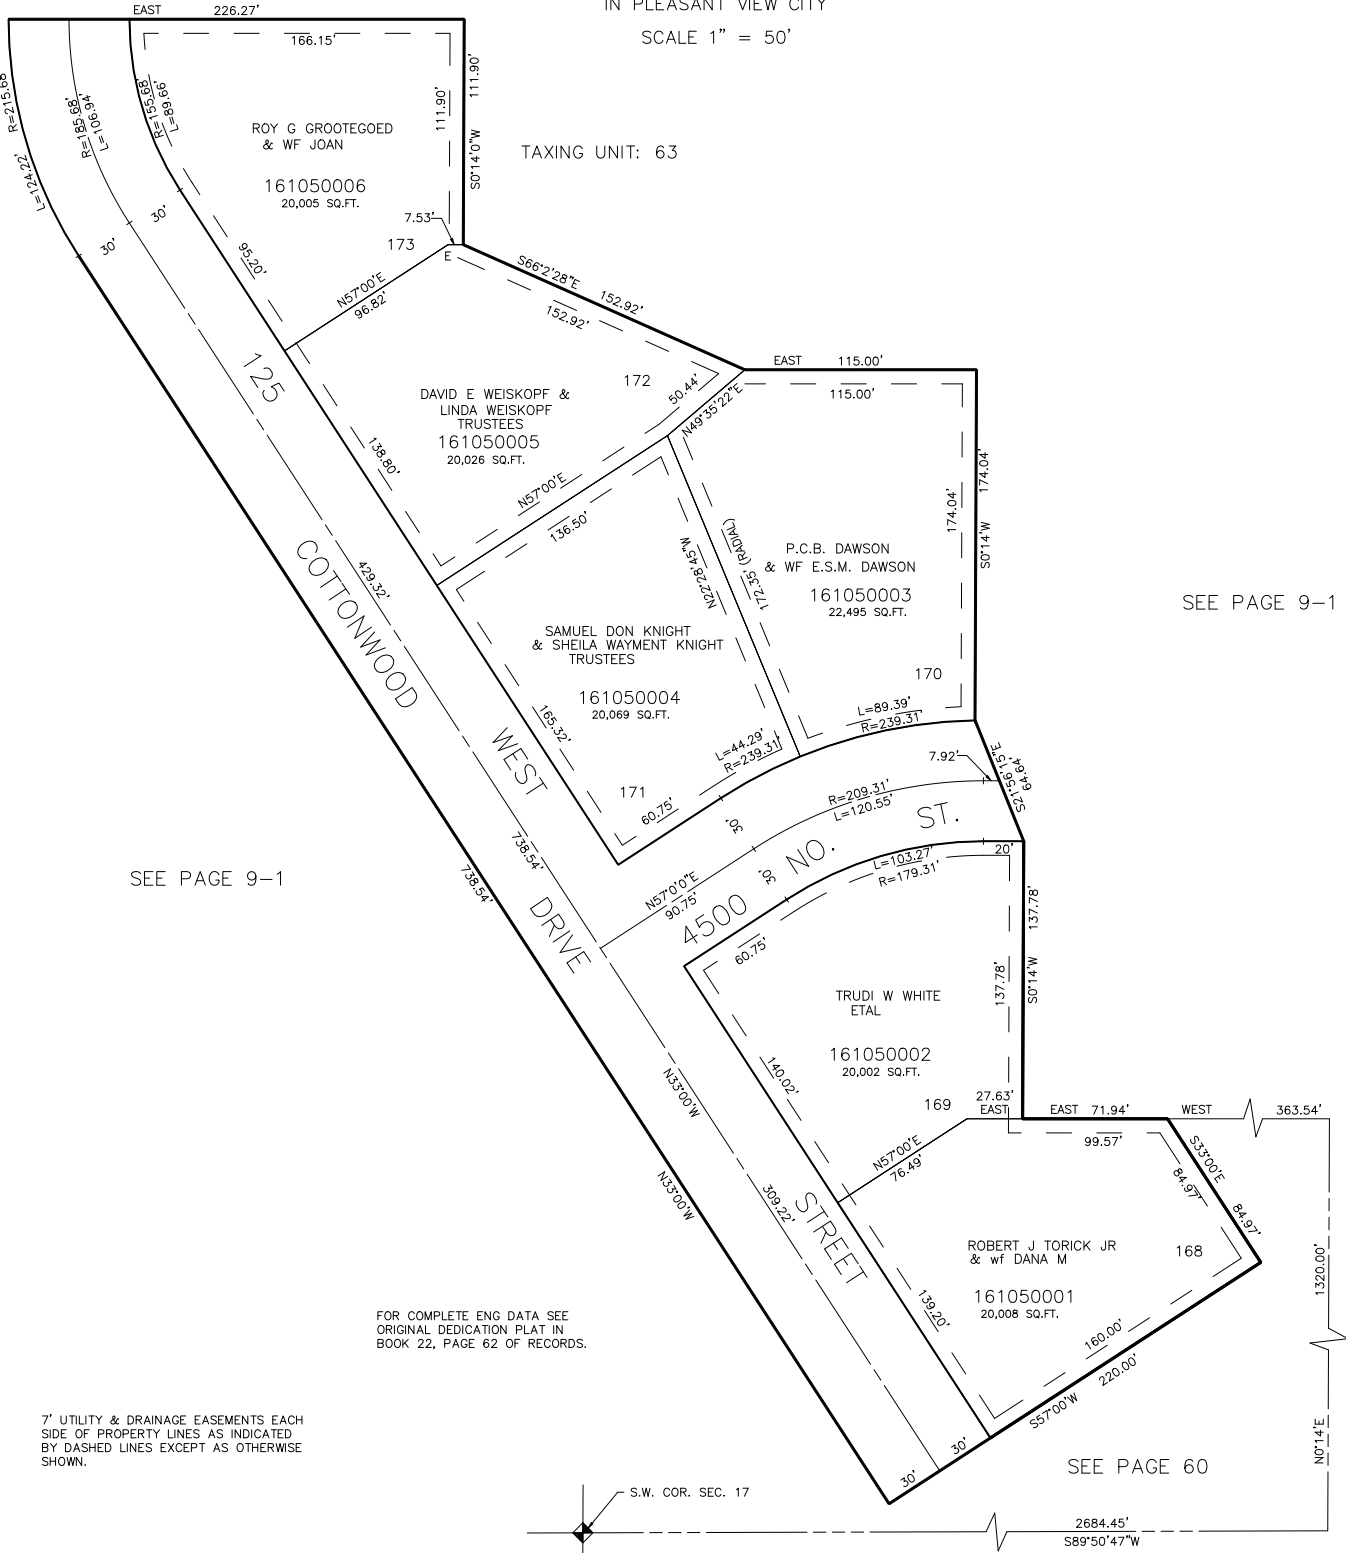 IN PLEASANT VIEW CITY
SCALE 1" = 50'
EAST 226.27'
166.15'
R=215.68'
L=124.22'
R=185.68'
L=106.94'
R=155.68'
L=89.66'
111.90'
111.90'
S0°14'0"W
ROY G GROOTEGOED
& WF JOAN
161050006
20,005 SQ.FT.
TAXING UNIT: 63
30'
30'
95.20'
7.53'
173
E
N57°00'E
96.82'
S66°2'28"E 152.92'
152.92'
EAST 115.00'
115.00'
172
DAVID E WEISKOPF &
LINDA WEISKOPF
TRUSTEES
161050005
20,026 SQ.FT.
50.44'
N49°35'22"E
125
138.80'
N57°00'E
136.50'
174.04'
174.04'
S0°14'W
N22°28'45"W
172.35' (RADIAL)
P.C.B. DAWSON
& WF E.S.M. DAWSON
161050003
22,495 SQ.FT.
170
SEE PAGE 9-1
COTTONWOOD
429.32'
SAMUEL DON KNIGHT
& SHEILA WAYMENT KNIGHT
TRUSTEES
161050004
20,069 SQ.FT.
165.32'
WEST
L=89.39'
R=239.31'
L=44.29'
R=239.31'
7.92'
S21°56'15"E
64.64'
171
60.75'
30'
R=209.31'
L=120.55'
ST.
NO.
738.54'
738.54'
SEE PAGE 9-1
DRIVE
N57°0'0"E
90.75'
30'
4500
L=103.27'
R=179.31'
20'
60.75'
137.78'
137.78'
S0°14'W
TRUDI W WHITE
ETAL
161050002
20,002 SQ.FT.
140.02'
N33°00'W
169
27.63'
EAST
EAST 71.94'
WEST
363.54'
99.57'
N57°00'E
76.49'
S33°00'E
84.97'
84.97'
N33°00'W
309.22'
STREET
ROBERT J TORICK JR
& wf DANA M
161050001
20,008 SQ.FT.
168
1320.00'
139.20'
160.00'
220.00'
S57°00'W
FOR COMPLETE ENG DATA SEE
ORIGINAL DEDICATION PLAT IN
BOOK 22, PAGE 62 OF RECORDS.
7' UTILITY & DRAINAGE EASEMENTS EACH
SIDE OF PROPERTY LINES AS INDICATED
BY DASHED LINES EXCEPT AS OTHERWISE
SHOWN.
30'
30'
N0°14'E
SEE PAGE 60
S.W. COR. SEC. 17
2684.45'
S89°50'47"W